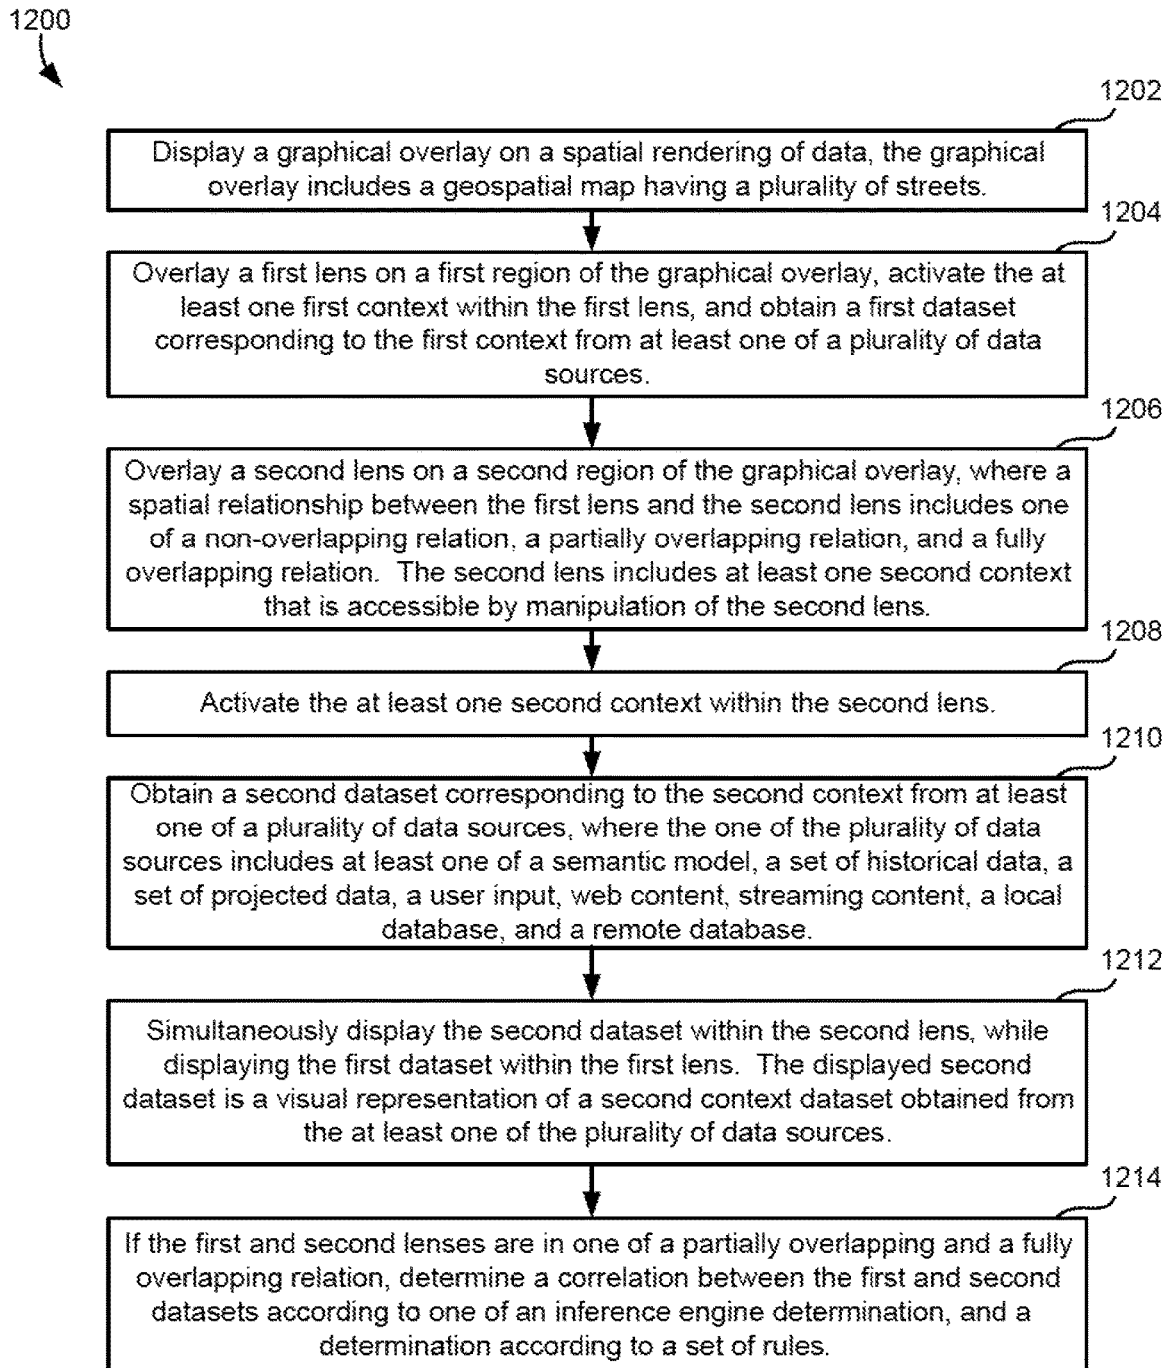 1200
1202
Display a graphical overlay on a spatial rendering of data, the graphical
overlay includes a geospatial map having a plurality of streets.
1204
Overlay a first lens on a first region of the graphical overlay, activate the at
least one first context within the first lens, and obtain a first dataset
corresponding to the first context from at least one of a plurality of data
sources.
1206
Overlay a second lens on a second region of the graphical overlay, where a
spatial relationship between the first lens and the second lens includes one
of a non-overlapping relation, a partially overlapping relation, and a fully
overlapping relation. The second lens includes at least one second context
that is accessible by manipulation of the second lens.
1208
Activate the at least one second context within the second lens.
1210
Obtain a second dataset corresponding to the second context from at least
one of a plurality of data sources, where the one of the plurality of data
sources includes at least one of a semantic model, a set of historical data, a
set of projected data, a user input, web content, streaming content, a local
database, and a remote database.
1212
Simultaneously display the second dataset within the second lens, while
displaying the first dataset within the first lens. The displayed second
dataset is a visual representation of a second context dataset obtained from
the at least one of the plurality of data sources.
1214
If the first and second lenses are in one of a partially overlapping and a fully
overlapping relation, determine a correlation between the first and second
datasets according to one of an inference engine determination, and a
determination according to a set of rules.